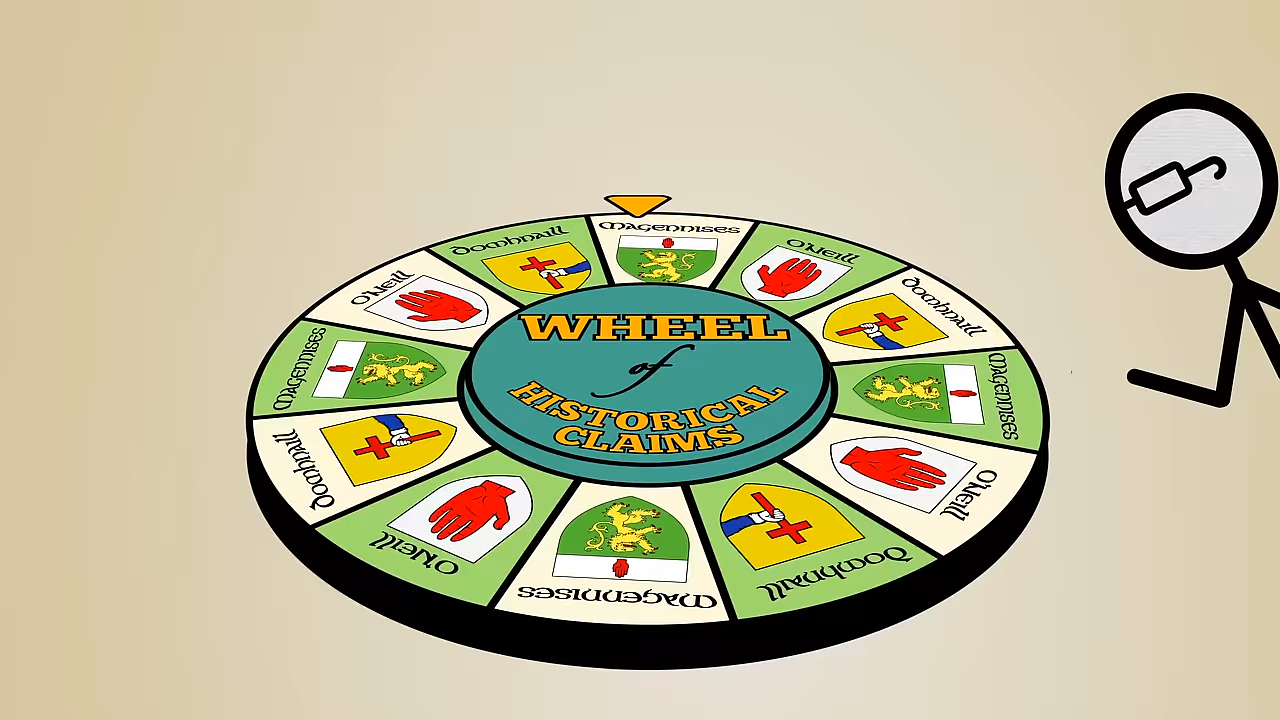 MAGENNISES
O'NEILL
DOMHNALL
MAGENNISES
O'NEILL
DOMHNALL
MAGENNISES
O'NEILL
DOMHNALL
MAGENNISES
O'NEILL
DOMHNALL
WHEEL
of
HISTORICAL
CLAIMS